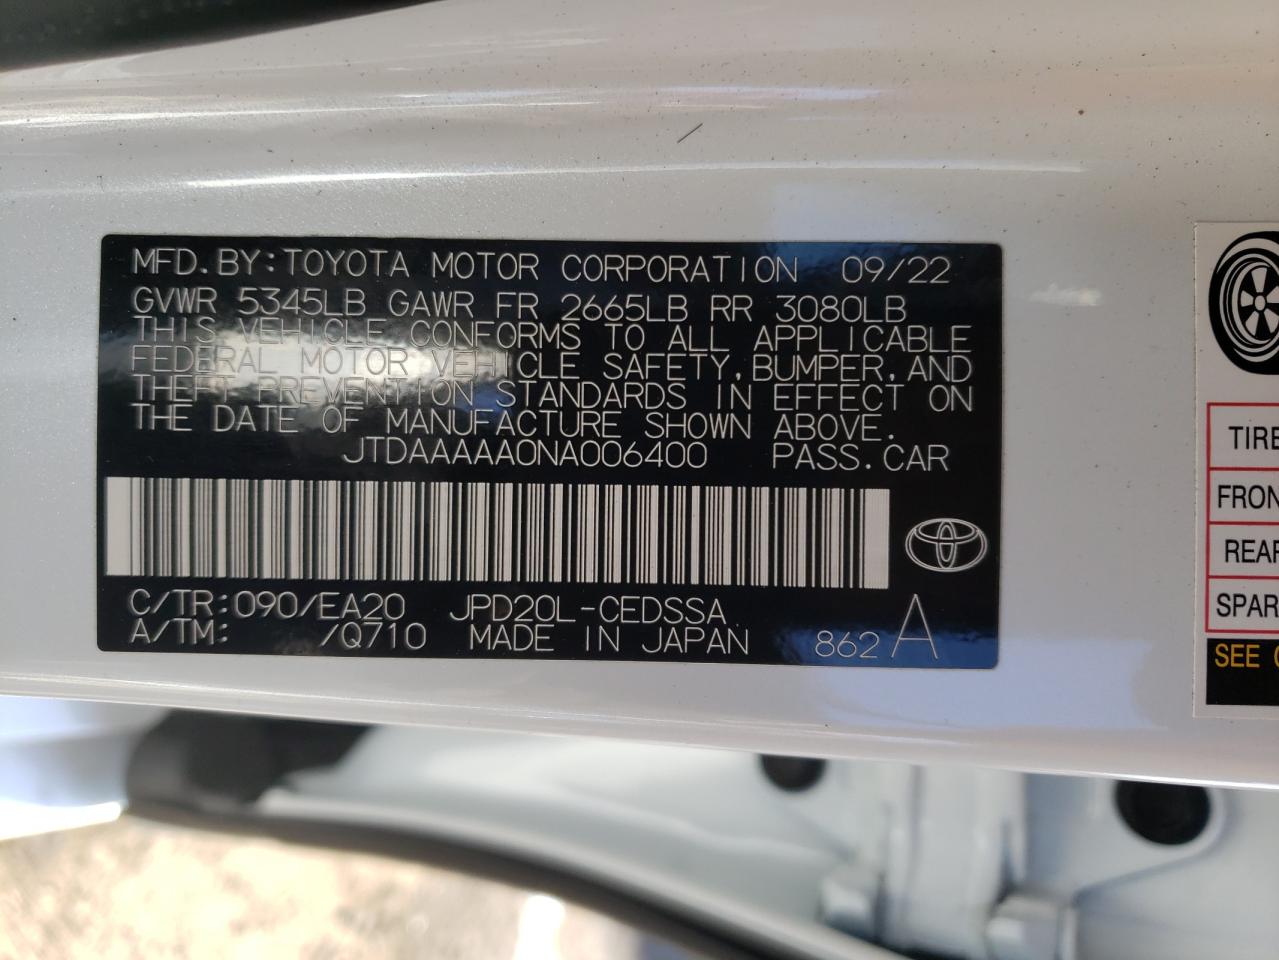 MFD.BY:TOYOTA MOTOR CORPORATION 09/22
GVWR 5345LB GAWR FR 2665LB RR 3080LB
THIS VEHICLE CONFORMS TO ALL APPLICABLE
FEDERAL MOTOR VEHICLE SAFETY,BUMPER,AND
THEFT PREVENTION STANDARDS IN EFFECT ON
THE DATE OF MANUFACTURE SHOWN ABOVE.
JTDAAAAAA0NA006400 PASS.CAR
C/TR:090/EA20 JPD20L-CEDSSA
A/TM: /Q710 MADE IN JAPAN 862 A
TIRE
FRON
REAR
SPAR
SEE